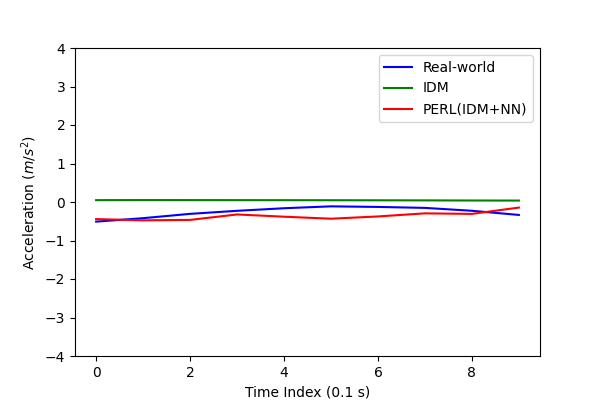 4
3
2
1
0
−1
−2
−3
−4
Acceleration (m/s²)
Real-world
IDM
PERL(IDM+NN)
0 2 4 6 8
Time Index (0.1 s)